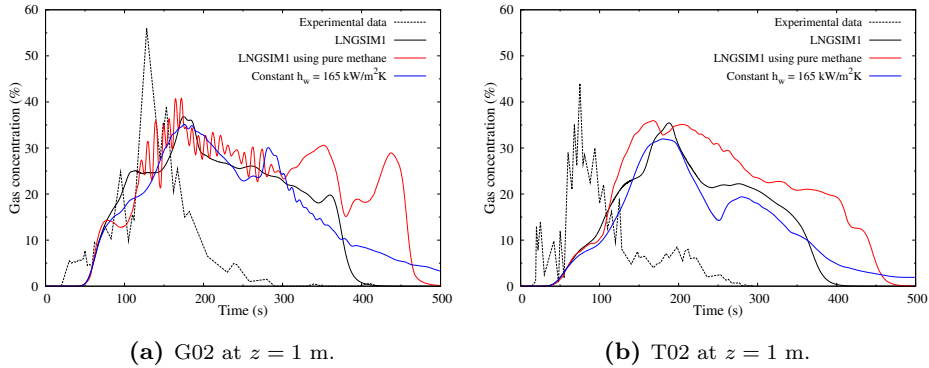 Gas concentration (%)
60
50
40
30
20
10
0
Experimental data
LNGSIM1
LNGSIM1 using pure methane
Constant h_w = 165 kW/m²K
0 100 200 300 400 500
Time (s)
(a) G02 at z = 1 m.
Gas concentration (%)
60
50
40
30
20
10
0
Experimental data
LNGSIM1
LNGSIM1 using pure methane
Constant h_w = 165 kW/m²K
0 100 200 300 400 500
Time (s)
(b) T02 at z = 1 m.